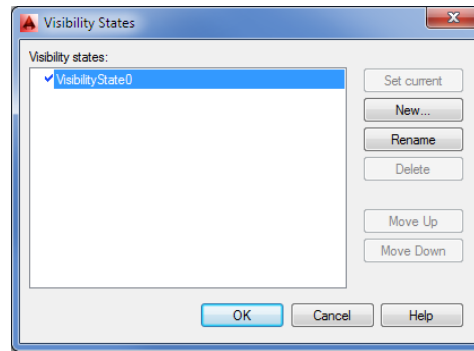 Visibility States
Visibility states:
VisibilityState0
Set current
New...
Rename
Delete
Move Up
Move Down
OK
Cancel
Help